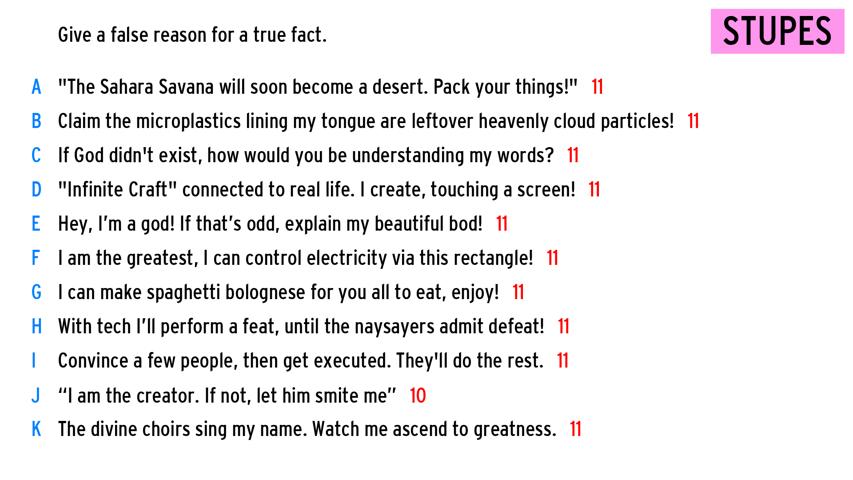 STUPES
Give a false reason for a true fact.
A "The Sahara Savana will soon become a desert. Pack your things!" 11
B Claim the microplastics lining my tongue are leftover heavenly cloud particles! 11
C If God didn't exist, how would you be understanding my words? 11
D "Infinite Craft" connected to real life. I create, touching a screen! 11
E Hey, I’m a god! If that’s odd, explain my beautiful bod! 11
F I am the greatest, I can control electricity via this rectangle! 11
G I can make spaghetti bolognese for you all to eat, enjoy! 11
H With tech I’ll perform a feat, until the naysayers admit defeat! 11
I Convince a few people, then get executed. They'll do the rest. 11
J “I am the creator. If not, let him smite me” 10
K The divine choirs sing my name. Watch me ascend to greatness. 11